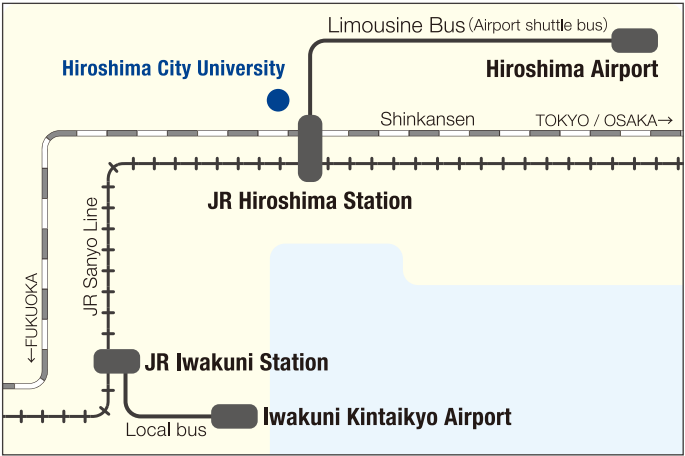 Limousine Bus (Airport shuttle bus)
Hiroshima City University
Hiroshima Airport
Shinkansen
TOKYO / OSAKA→
JR Hiroshima Station
JR Sanyo Line
←FUKUOKA
JR Iwakuni Station
Iwakuni Kintaikyo Airport
Local bus